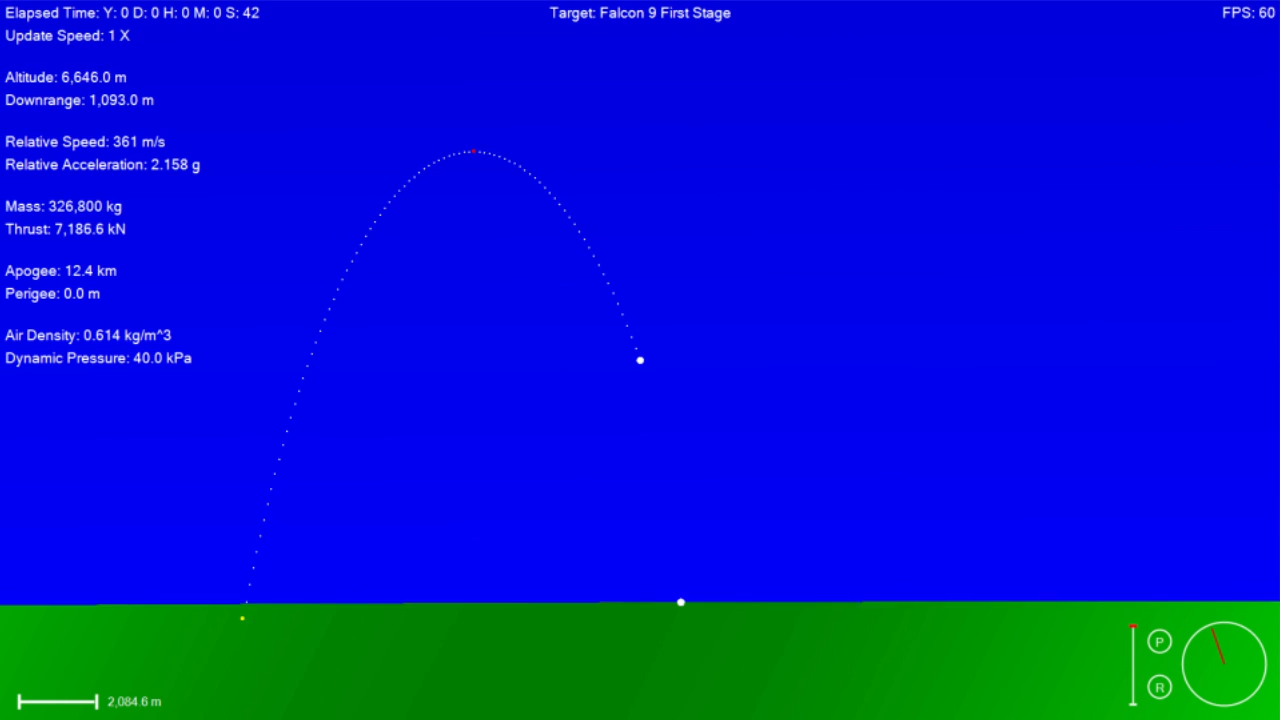 Elapsed Time: Y: 0 D: 0 H: 0 M: 0 S: 42
Target: Falcon 9 First Stage
FPS: 60
Update Speed: 1 X
Altitude: 6,646.0 m
Downrange: 1,093.0 m
Relative Speed: 361 m/s
Relative Acceleration: 2.158 g
Mass: 326,800 kg
Thrust: 7,186.6 kN
Apogee: 12.4 km
Perigee: 0.0 m
Air Density: 0.614 kg/m^3
Dynamic Pressure: 40.0 kPa
P
R
2,084.6 m